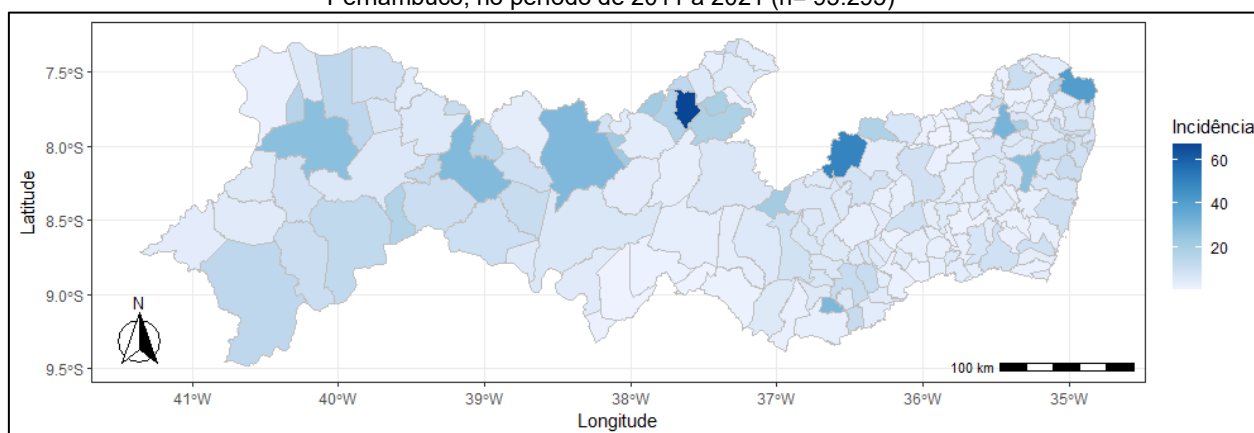 Pernambuco, no período de 2011 a 2021 (n= 93.295)
7.5°S
8.0°S
8.5°S
9.0°S
9.5°S
Latitude
41°W
40°W
39°W
38°W
37°W
36°W
35°W
Longitude
N
100 km
Incidência
60
40
20